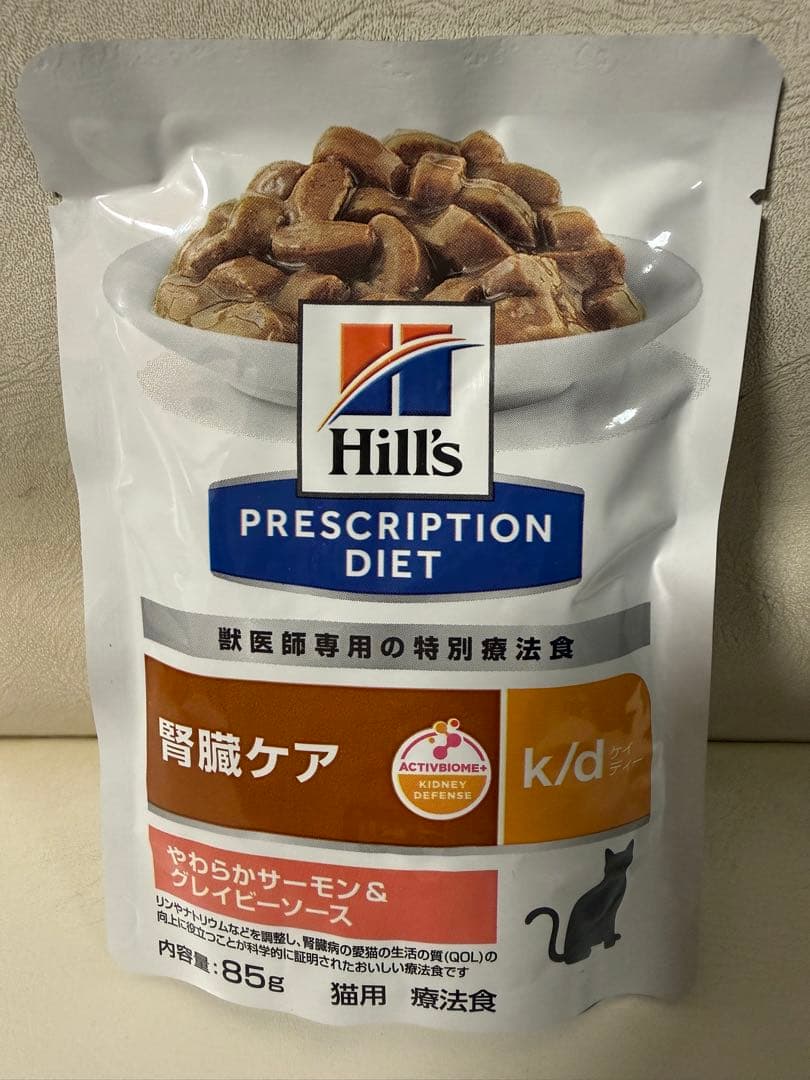 Hill's
PRESCRIPTION
DIET
獣医師専用の特別療法食
腎臓ケア
ACTIVBIOME+
KIDNEY
DEFENSE
k/d
ケイ
ディー
やわらかサーモン&
グレイビーソース
リンやナトリウムなどを調整し、腎臓病の愛猫の生活の質(QOL)の
向上に役立つことが科学的に証明されたおいしい療法食です
内容量:85g
猫用 療法食